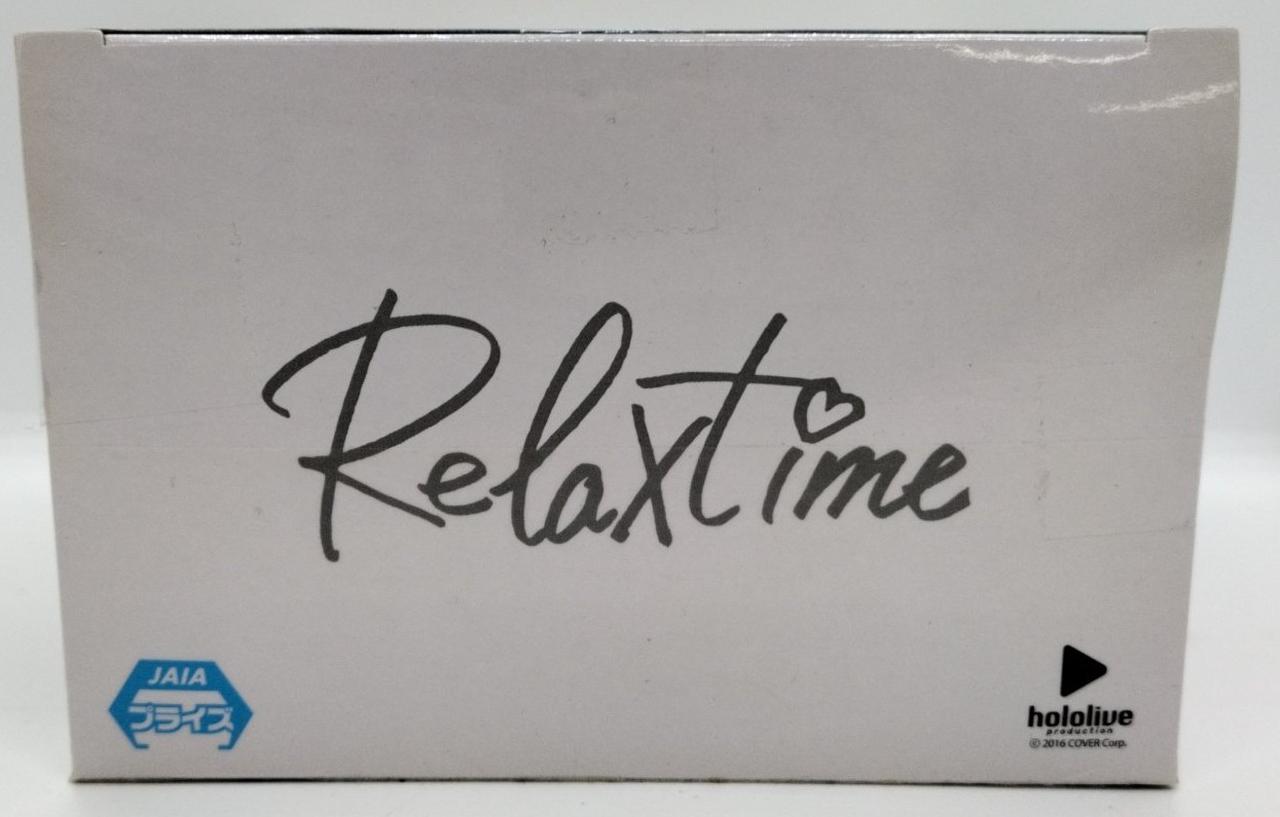 Relaxtime
JAIA
プライズ
hololive
production
© 2016 COVER Corp.